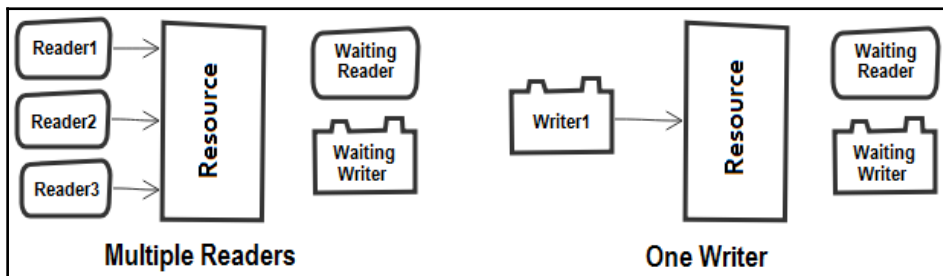 Reader1
Reader2
Reader3
Resource
Waiting
Reader
Waiting
Writer
Multiple Readers
Writer1
Resource
Waiting
Reader
Waiting
Writer
One Writer